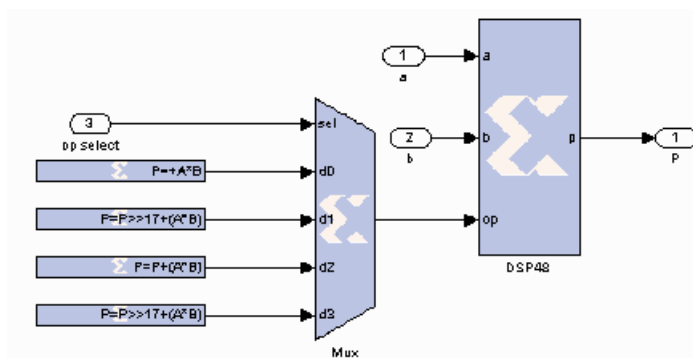 1
a
a
3
op select
sel
2
b
b
p
1
P
P=+A*B
d0
P=P>>17+(A*B)
d1
op
P=P+(A*B)
d2
DSP48
P=P>>17+(A*B)
d3
Mux